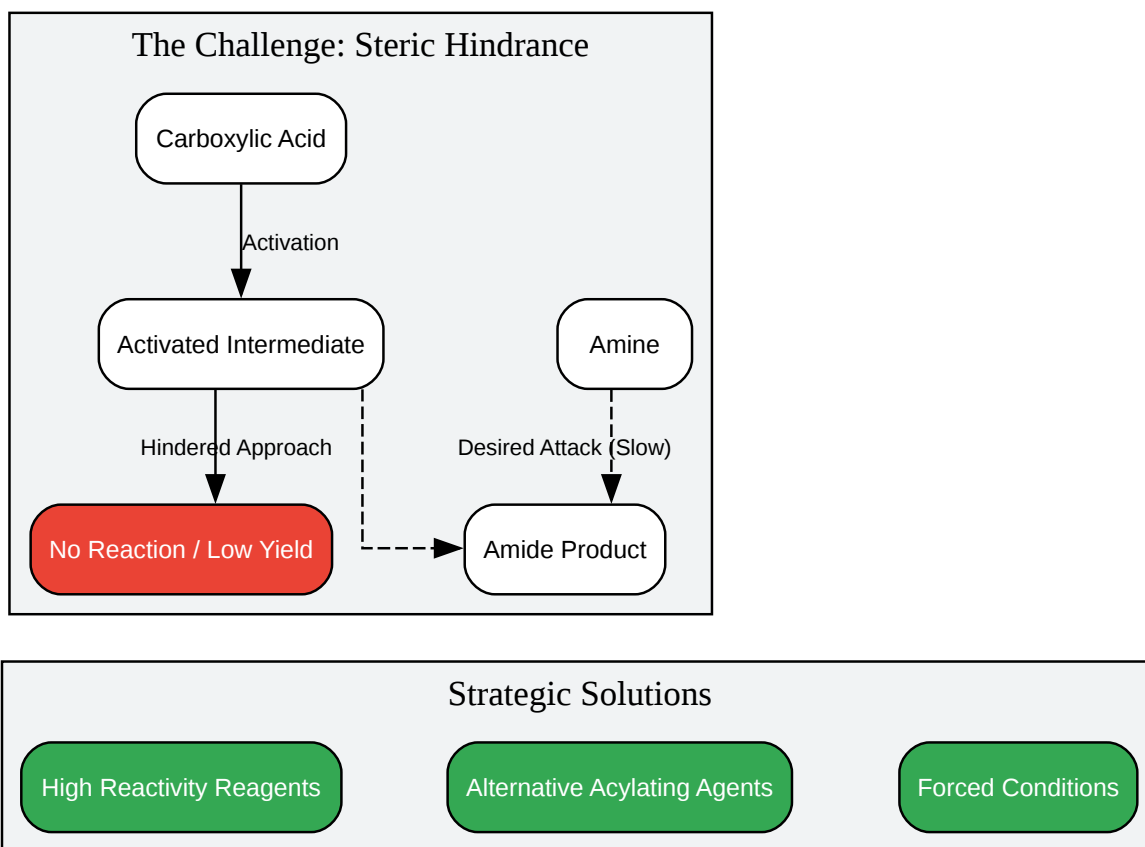 The Challenge: Steric Hindrance
Carboxylic Acid
Activation
Activated Intermediate
Amine
Hindered Approach
Desired Attack (Slow)
No Reaction / Low Yield
Amide Product
Strategic Solutions
High Reactivity Reagents
Alternative Acylating Agents
Forced Conditions